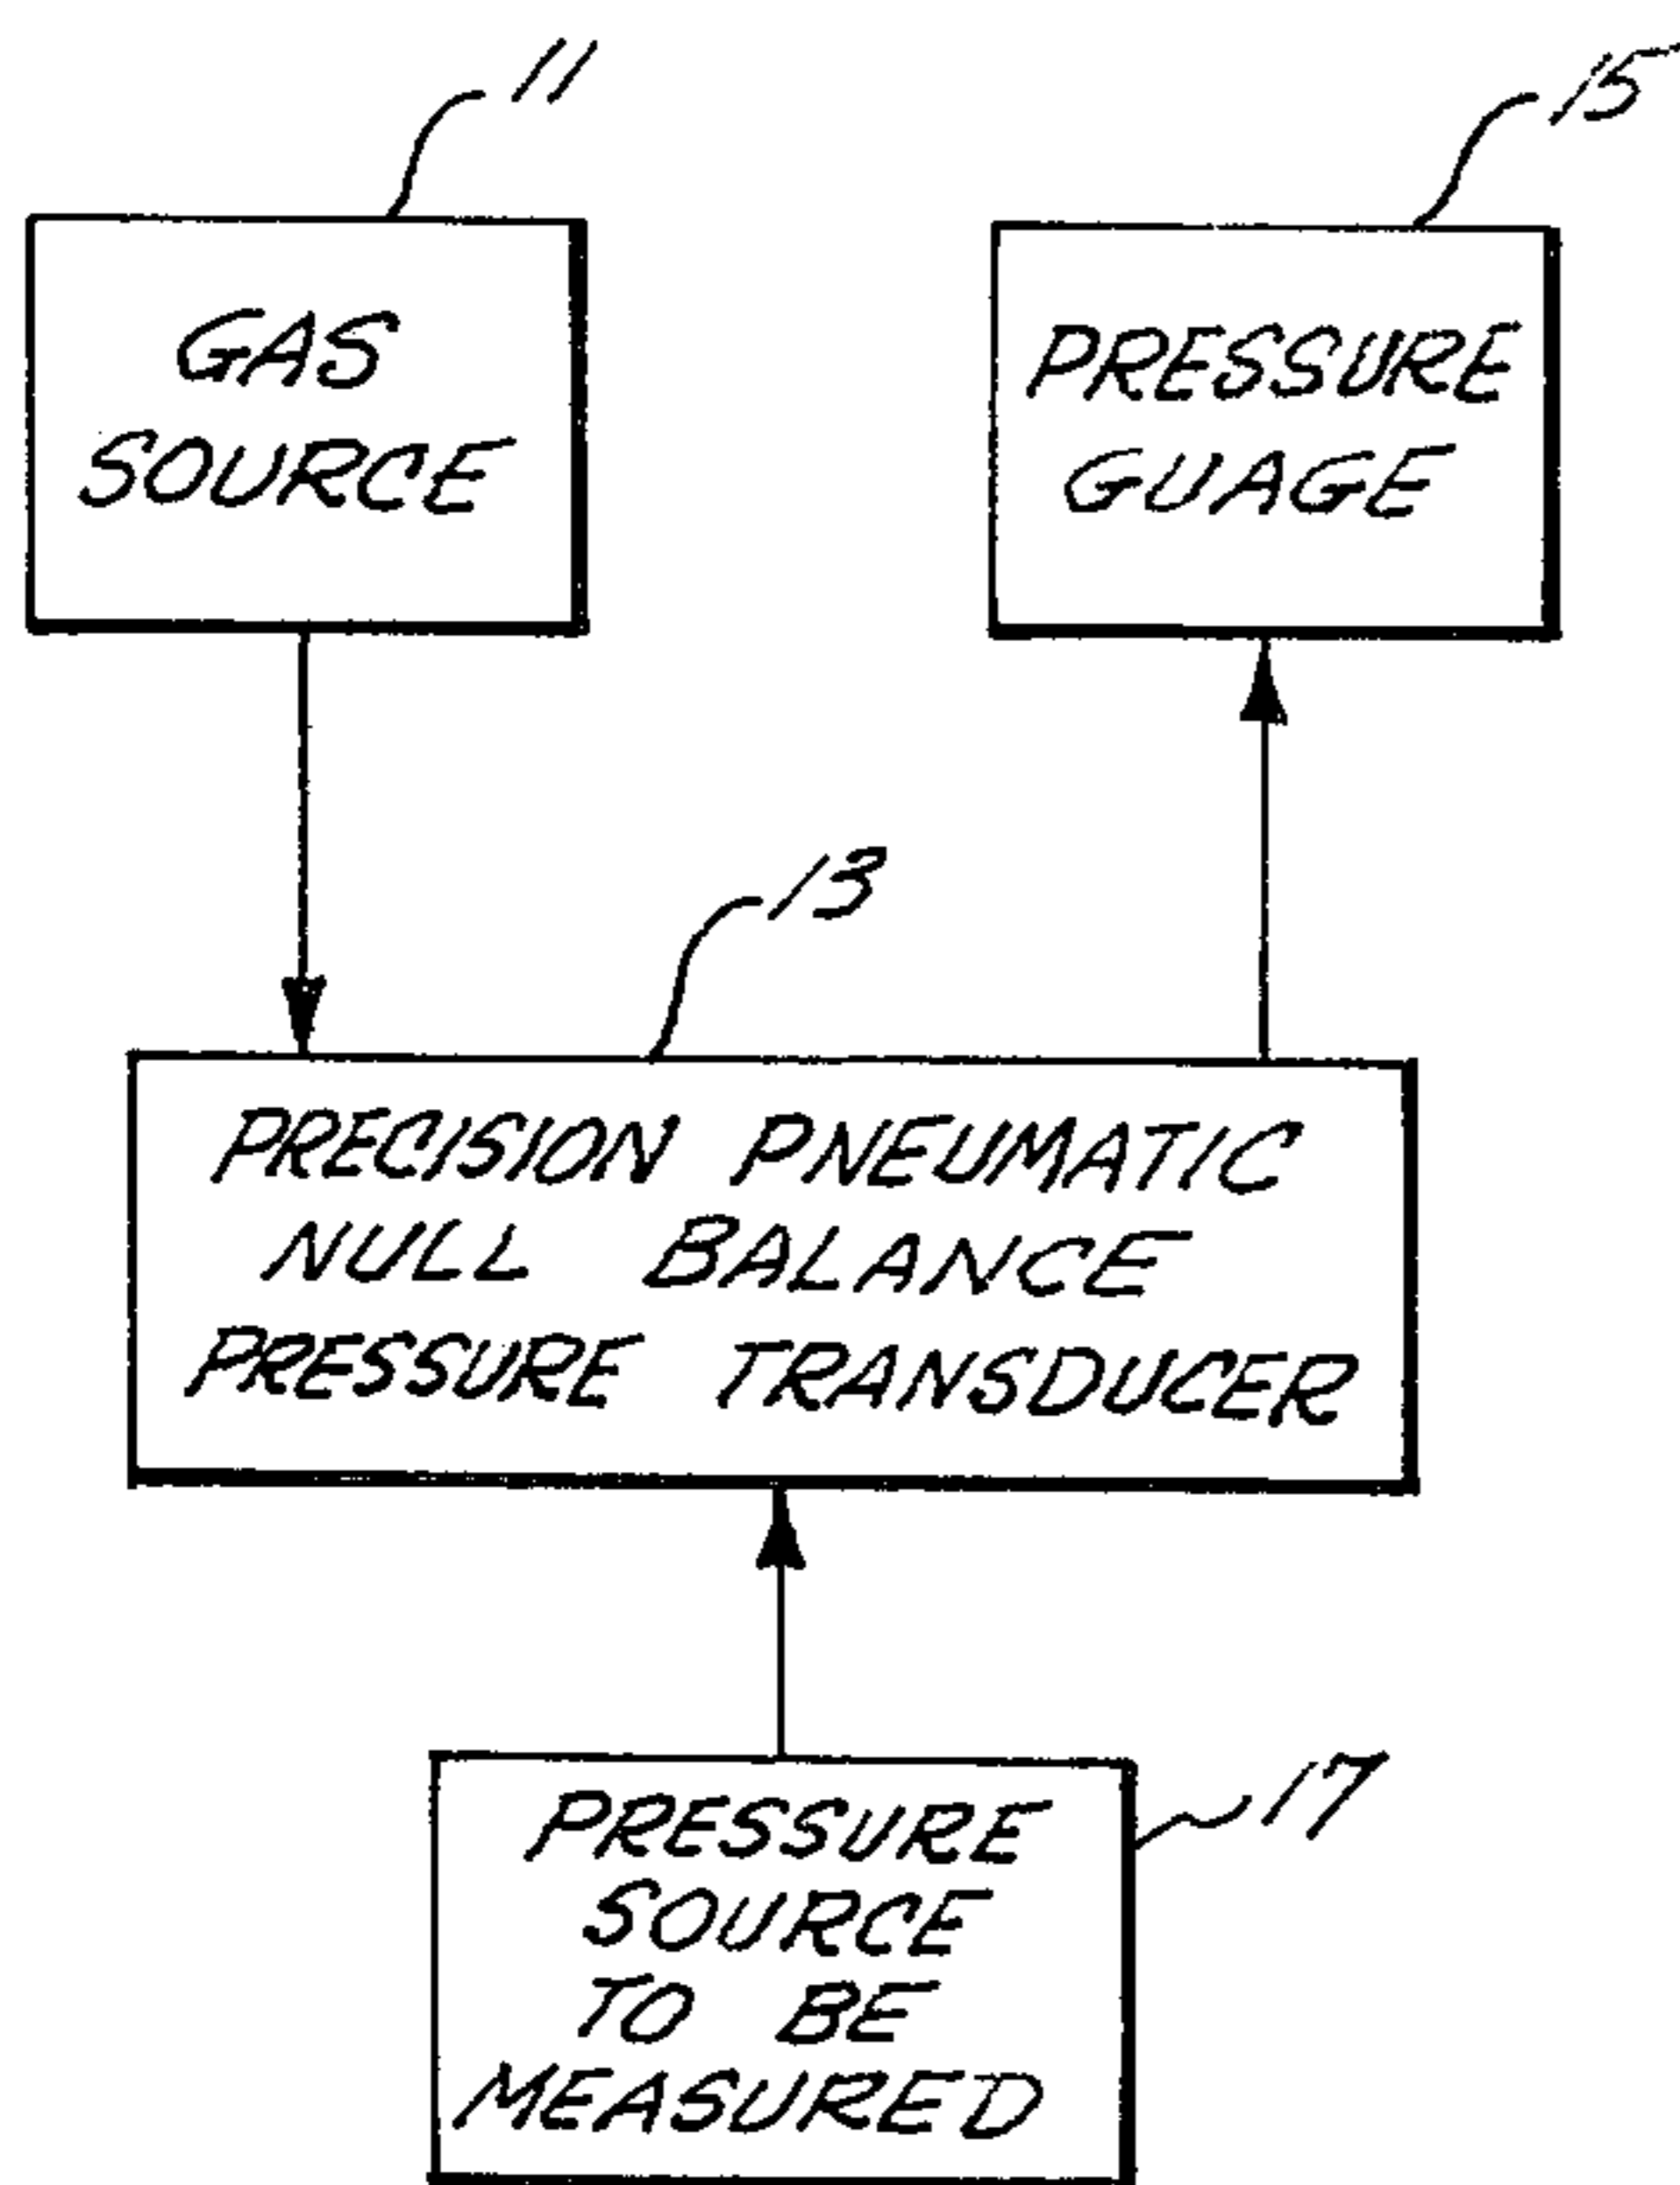 11
15
GAS
SOURCE
PRESSURE
GUAGE
13
PRECISION PNEUMATIC
NULL BALANCE
PRESSURE TRANSDUCER
17
PRESSURE
SOURCE
TO BE
MEASURED